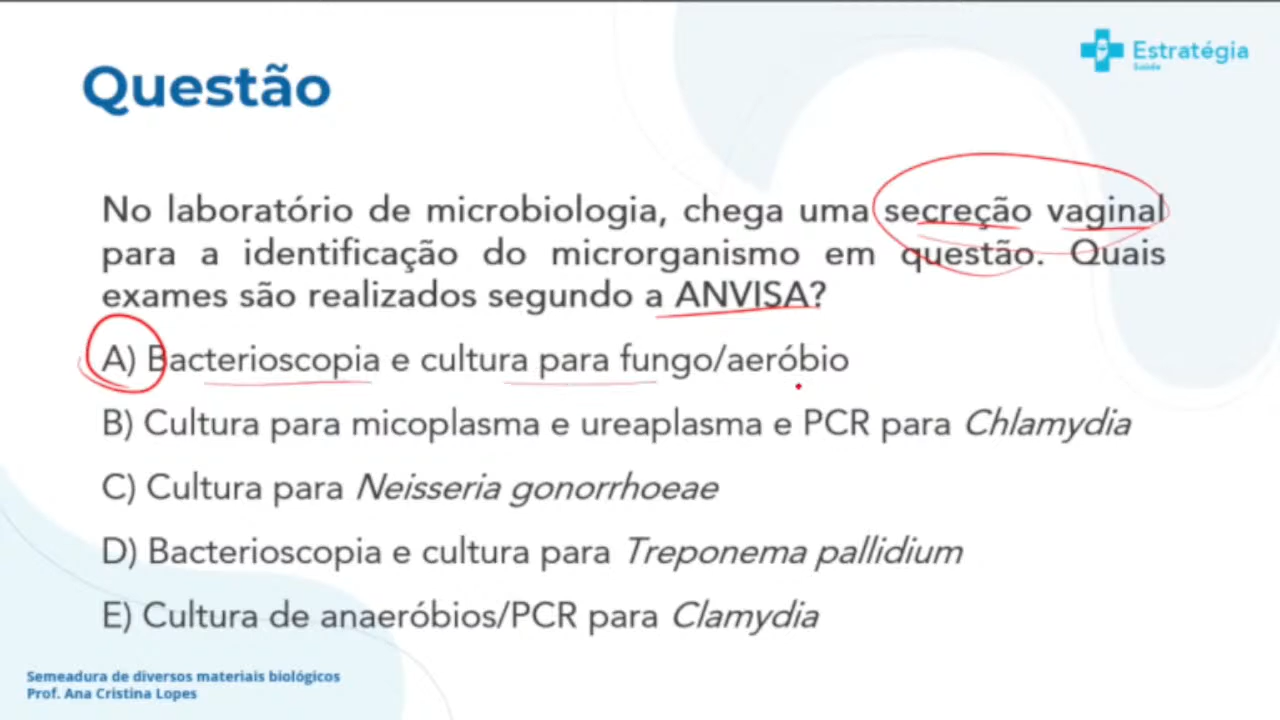 Estratégia
Saúde
Questão
No laboratório de microbiologia, chega uma secreção vaginal
para a identificação do microrganismo em questão. Quais
exames são realizados segundo a ANVISA?
A) Bacterioscopia e cultura para fungo/aeróbio
B) Cultura para micoplasma e ureaplasma e PCR para Chlamydia
C) Cultura para Neisseria gonorrhoeae
D) Bacterioscopia e cultura para Treponema pallidium
E) Cultura de anaeróbios/PCR para Clamydia
Semeadura de diversos materiais biológicos
Prof. Ana Cristina Lopes